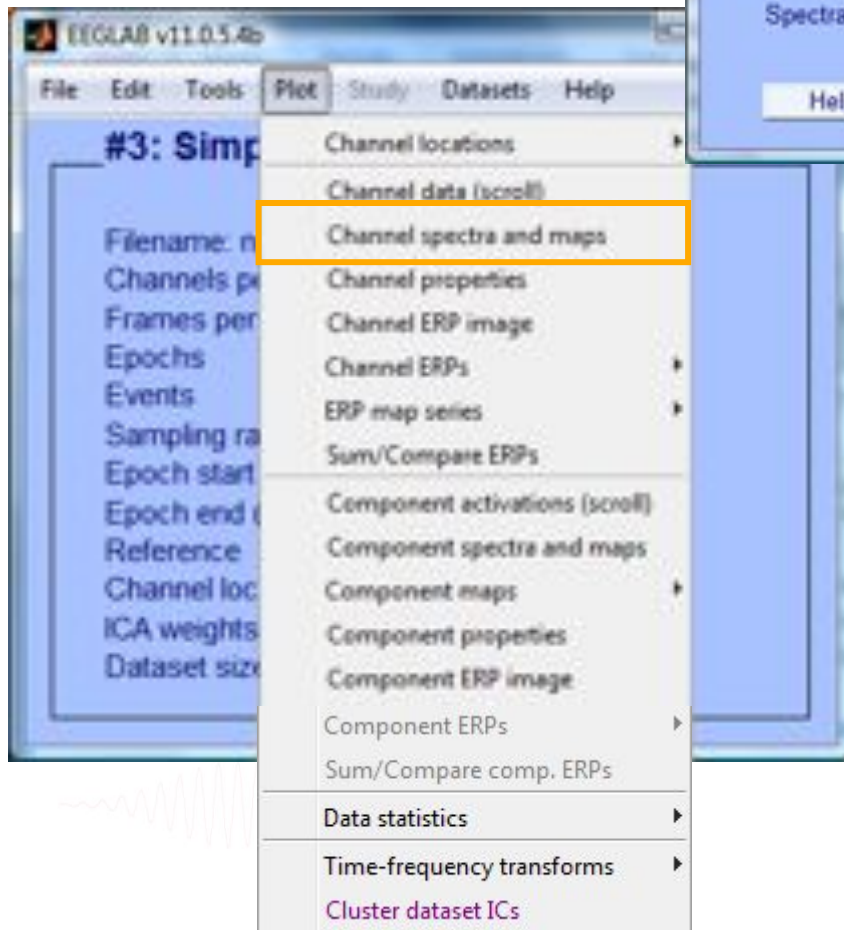 Spectra
Hel
EEGLAB v11.0.5.4b
File Edit Tools Plot Study Datasets Help
#3: Simp
Filename: n
Channels pe
Frames per
Epochs
Events
Sampling ra
Epoch start
Epoch end (
Reference
Channel loc
ICA weights
Dataset size
Channel locations
Channel data (scroll)
Channel spectra and maps
Channel properties
Channel ERP image
Channel ERPs
ERP map series
Sum/Compare ERPs
Component activations (scroll)
Component spectra and maps
Component maps
Component properties
Component ERP image
Component ERPs
Sum/Compare comp. ERPs
Data statistics
Time-frequency transforms
Cluster dataset ICs